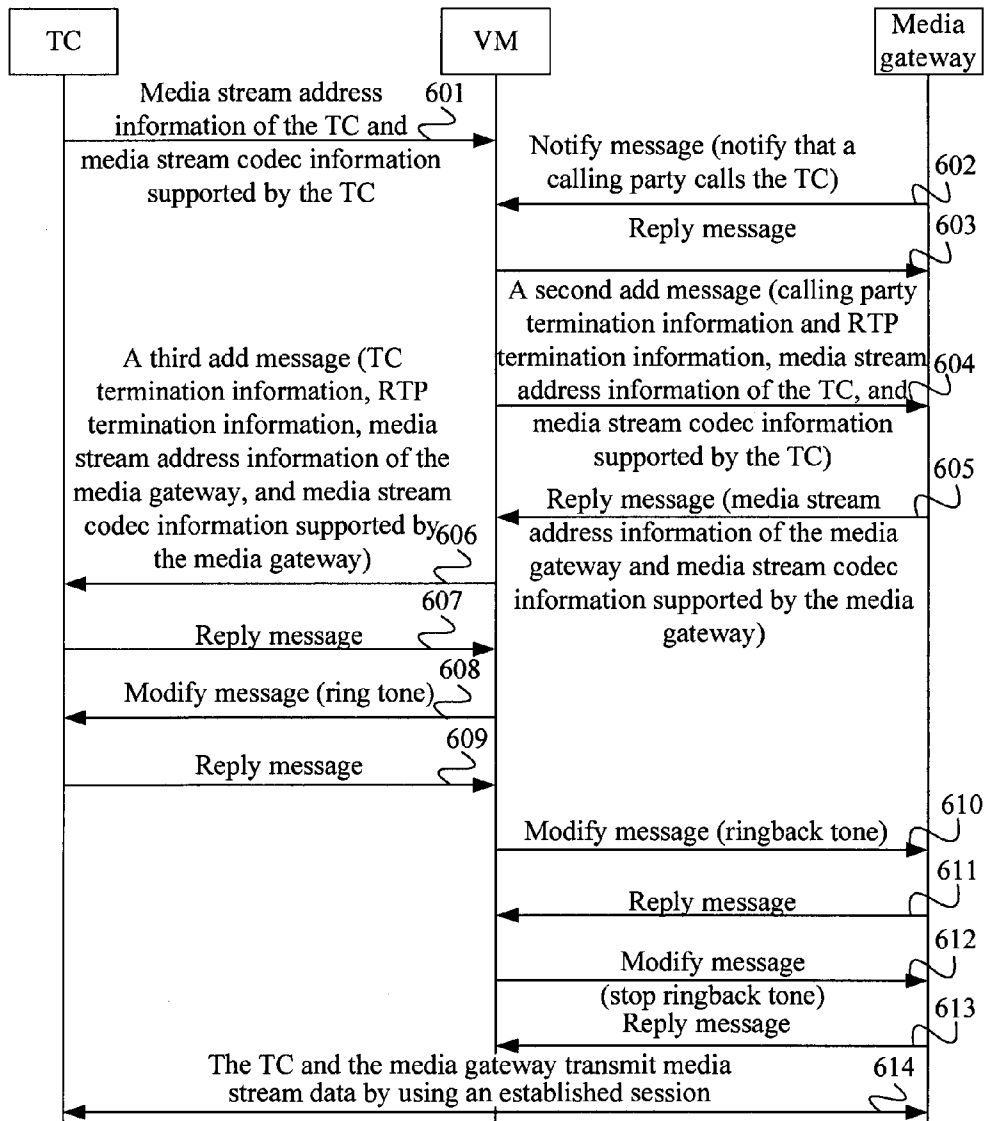 TC
VM
Media
gateway
Media stream address
information of the TC and
media stream codec information
supported by the TC
601
Notify message (notify that a
calling party calls the TC)
602
Reply message
603
A second add message (calling party
termination information and RTP
termination information, media stream
address information of the TC, and
media stream codec information
supported by the TC)
604
Reply message (media stream
address information of the media
gateway and media stream codec
information supported by the media
gateway)
605
A third add message (TC
termination information, RTP
termination information, media
stream address information of the
media gateway, and media stream
codec information supported by
the media gateway)
606
Reply message
607
Modify message (ring tone)
608
Reply message
609
Modify message (ringback tone)
610
Reply message
611
Modify message
(stop ringback tone)
612
Reply message
613
The TC and the media gateway transmit media
stream data by using an established session
614